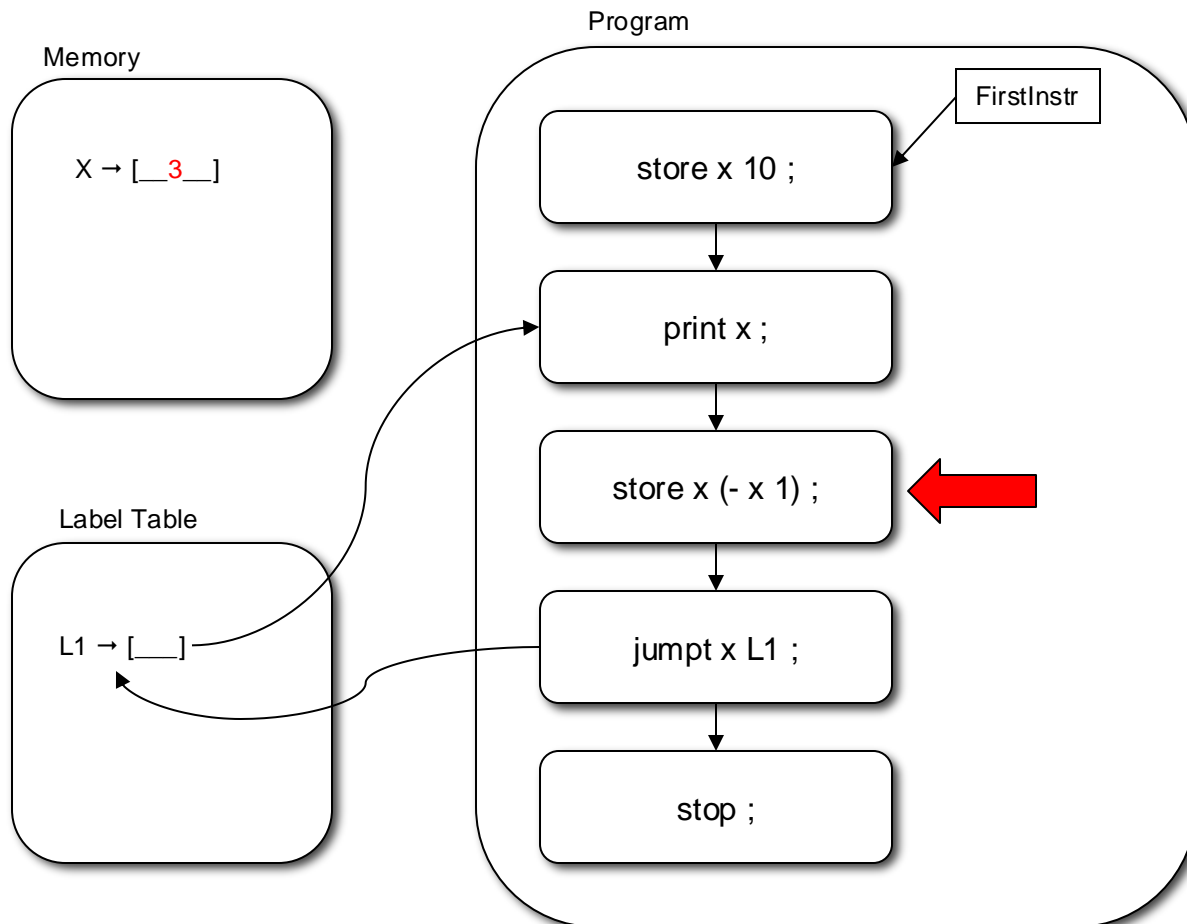 Program
Memory
FirstInstr
X → [__3__]
store x 10 ;
print x ;
store x (- x 1) ;
Label Table
L1 → [___]
jumpt x L1 ;
stop ;